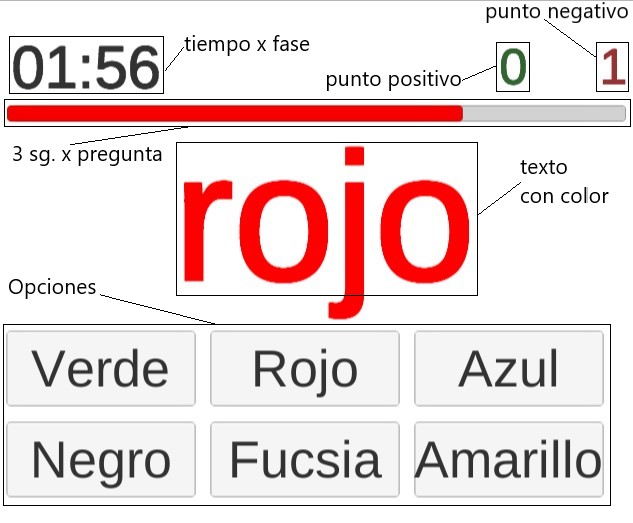 punto negativo
tiempo x fase
01:56
punto positivo
0
1
3 sg. x pregunta
rojo
texto
con color
Opciones
Verde
Rojo
Azul
Negro
Fucsia
Amarillo